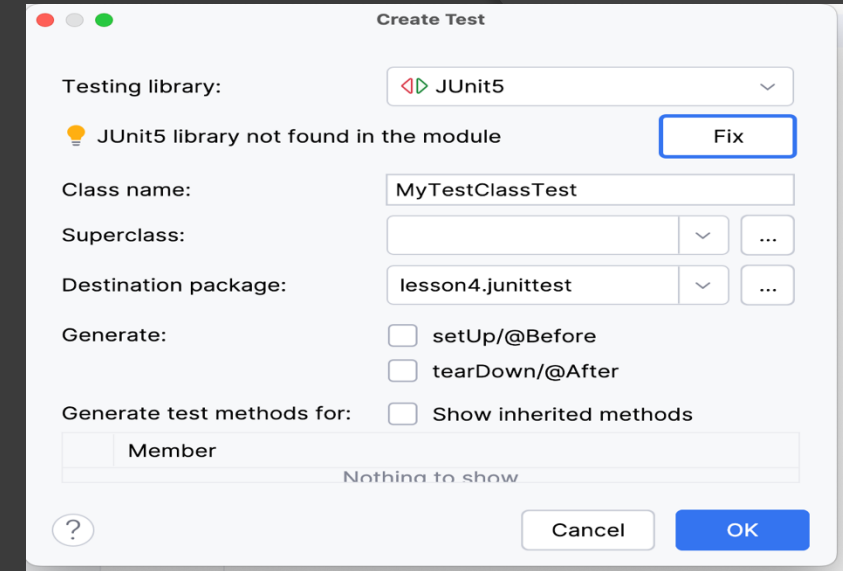 Create Test
Testing library: JUnit5
JUnit5 library not found in the module Fix
Class name: MyTestClassTest
Superclass: ...
Destination package: lesson4.junittest ...
Generate: setUp/@Before
tearDown/@After
Generate test methods for: Show inherited methods
Member
Nothing to show
? Cancel OK